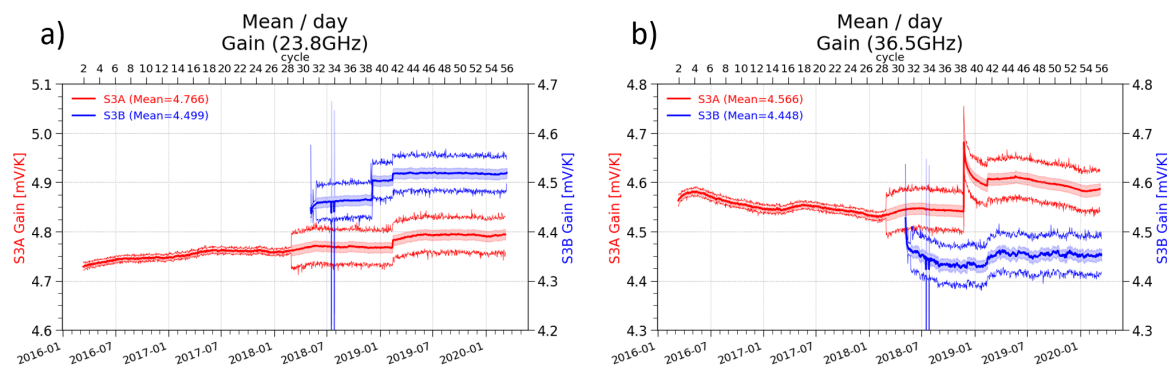 a)
Mean / day
Gain (23.8GHz)
cycle
2 4 6 8 10 12 14 16 18 20 22 24 26 28 30 32 34 36 38 40 42 44 46 48 50 52 54 56
5.1
5.0
4.9
4.8
4.7
4.6
S3A Gain [mV/K]
S3A (Mean=4.766)
S3B (Mean=4.499)
4.7
4.6
4.5
4.4
4.3
4.2
S3B Gain [mV/K]
2016-01 2016-07 2017-01 2017-07 2018-01 2018-07 2019-01 2019-07 2020-01
b)
Mean / day
Gain (36.5GHz)
cycle
2 4 6 8 10 12 14 16 18 20 22 24 26 28 30 32 34 36 38 40 42 44 46 48 50 52 54 56
4.8
4.7
4.6
4.5
4.4
4.3
S3A Gain [mV/K]
S3A (Mean=4.566)
S3B (Mean=4.448)
4.8
4.7
4.6
4.5
4.4
4.3
S3B Gain [mV/K]
2016-01 2016-07 2017-01 2017-07 2018-01 2018-07 2019-01 2019-07 2020-01